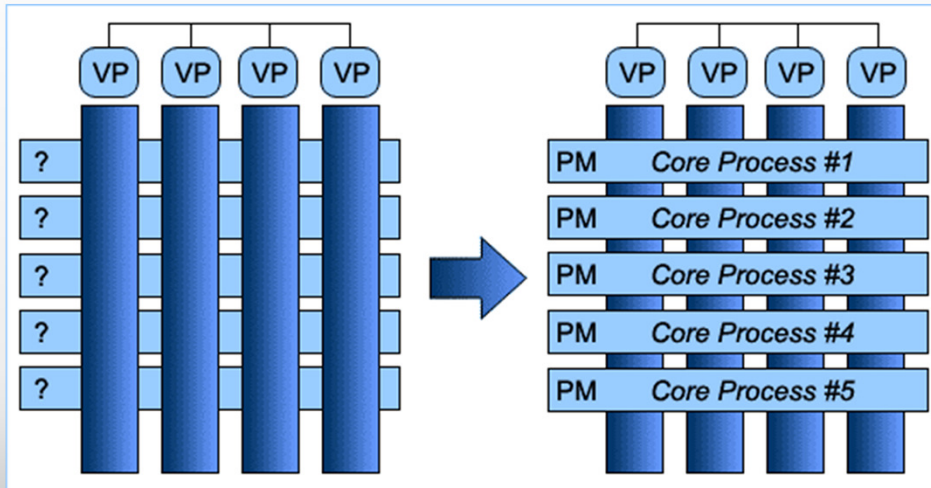 VP VP VP VP
?
?
?
?
?
VP VP VP VP
PM Core Process #1
PM Core Process #2
PM Core Process #3
PM Core Process #4
PM Core Process #5